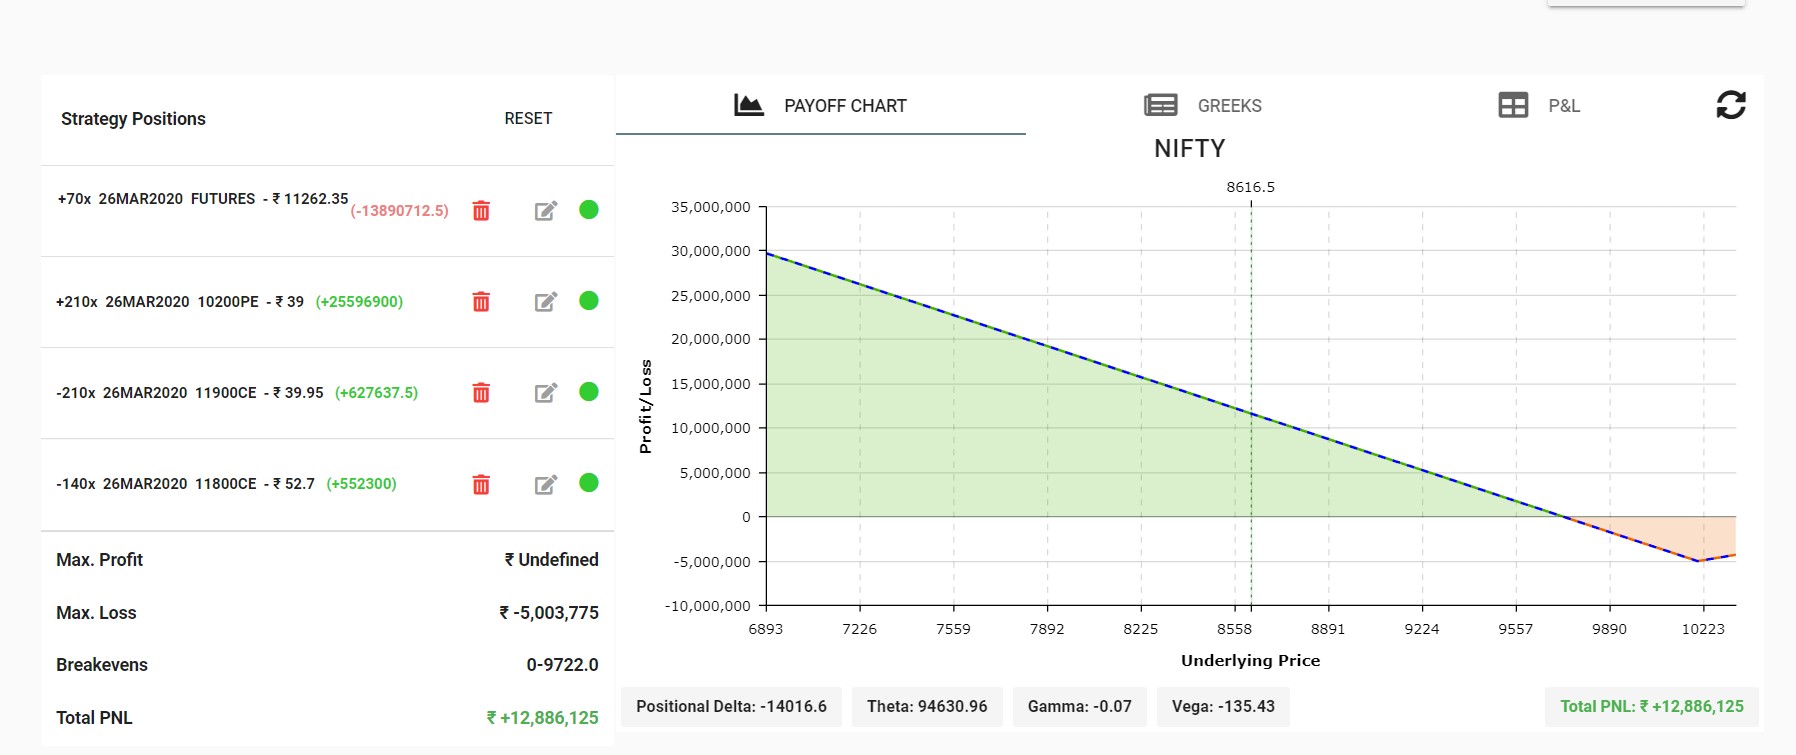 Strategy Positions RESET
+70x 26MAR2020 FUTURES - ₹ 11262.35 (-13890712.5)
+210x 26MAR2020 10200PE - ₹ 39 (+25596900)
-210x 26MAR2020 11900CE - ₹ 39.95 (+627637.5)
-140x 26MAR2020 11800CE - ₹ 52.7 (+552300)
Max. Profit ₹ Undefined
Max. Loss ₹ -5,003,775
Breakevens 0-9722.0
Total PNL ₹ +12,886,125
PAYOFF CHART GREEKS P&L
NIFTY
8616.5
35,000,000
30,000,000
25,000,000
20,000,000
15,000,000
10,000,000
5,000,000
0
-5,000,000
-10,000,000
Profit/Loss
6893 7226 7559 7892 8225 8558 8891 9224 9557 9890 10223
Underlying Price
Positional Delta: -14016.6 Theta: 94630.96 Gamma: -0.07 Vega: -135.43 Total PNL: ₹ +12,886,125